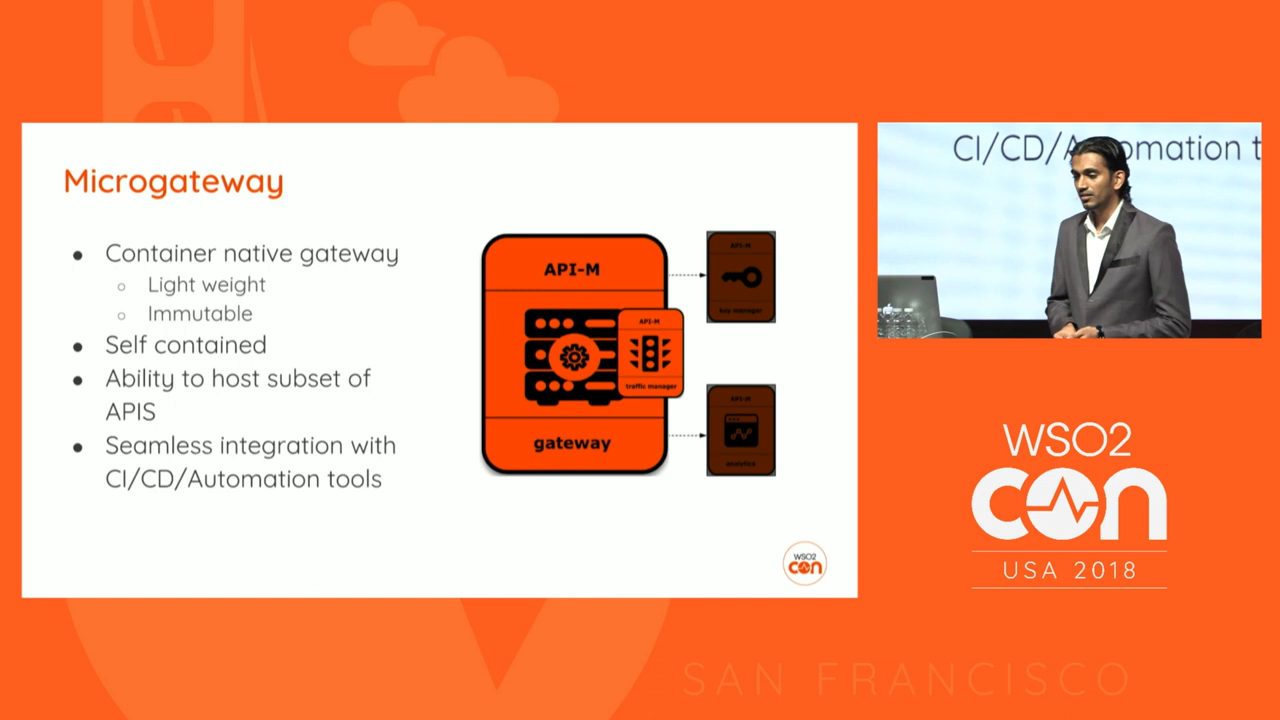 Microgateway
● Container native gateway
○ Light weight
○ Immutable
● Self contained
● Ability to host subset of
APIS
● Seamless integration with
CI/CD/Automation tools
API-M
API-M
traffic manager
gateway
API-M
key manager
API-M
analytics
WSO2
con
CI/CD/A omation t
WSO2
con
USA 2018
SAN FRANCISCO